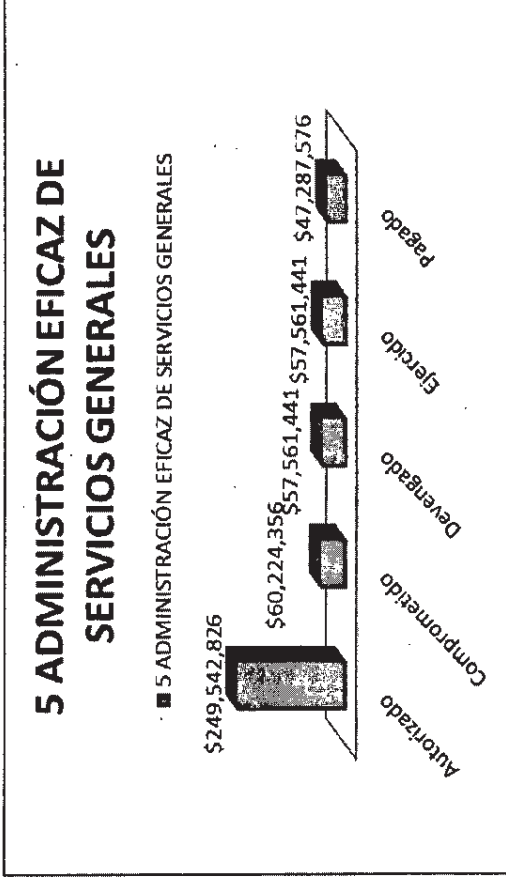 5 ADMINISTRACIÓN EFICAZ DE
SERVICIOS GENERALES
5 ADMINISTRACIÓN EFICAZ DE SERVICIOS GENERALES
$249,542,826
$60,224,356
$57,561,441
$57,561,441
$47,287,576
Autorizado
Comprometido
Devengado
Ejercido
Pagado